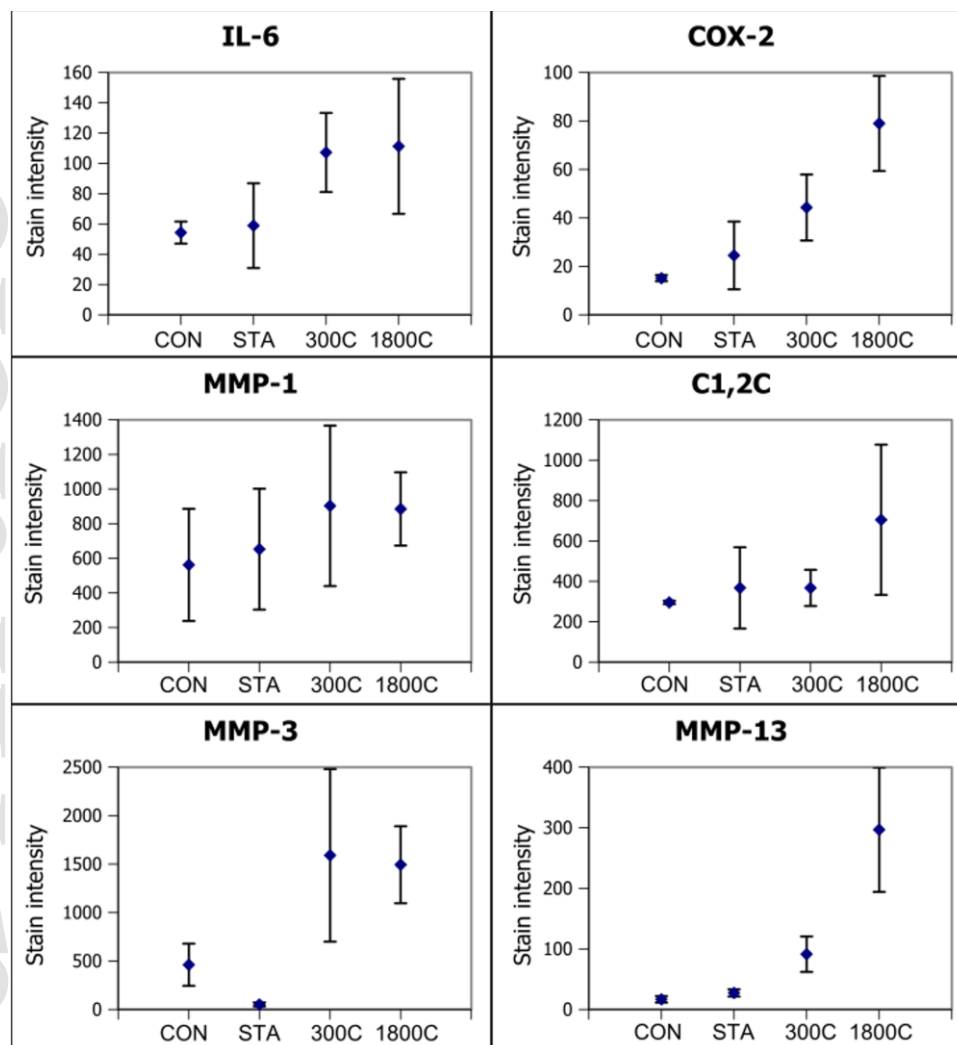 IL-6
Stain intensity
160
140
120
100
80
60
40
20
0
CON STA 300C 1800C
COX-2
Stain intensity
100
80
60
40
20
0
CON STA 300C 1800C
MMP-1
Stain intensity
1400
1200
1000
800
600
400
200
0
CON STA 300C 1800C
C1,2C
Stain intensity
1200
1000
800
600
400
200
0
CON STA 300C 1800C
MMP-3
Stain intensity
2500
2000
1500
1000
500
0
CON STA 300C 1800C
MMP-13
Stain intensity
400
300
200
100
0
CON STA 300C 1800C